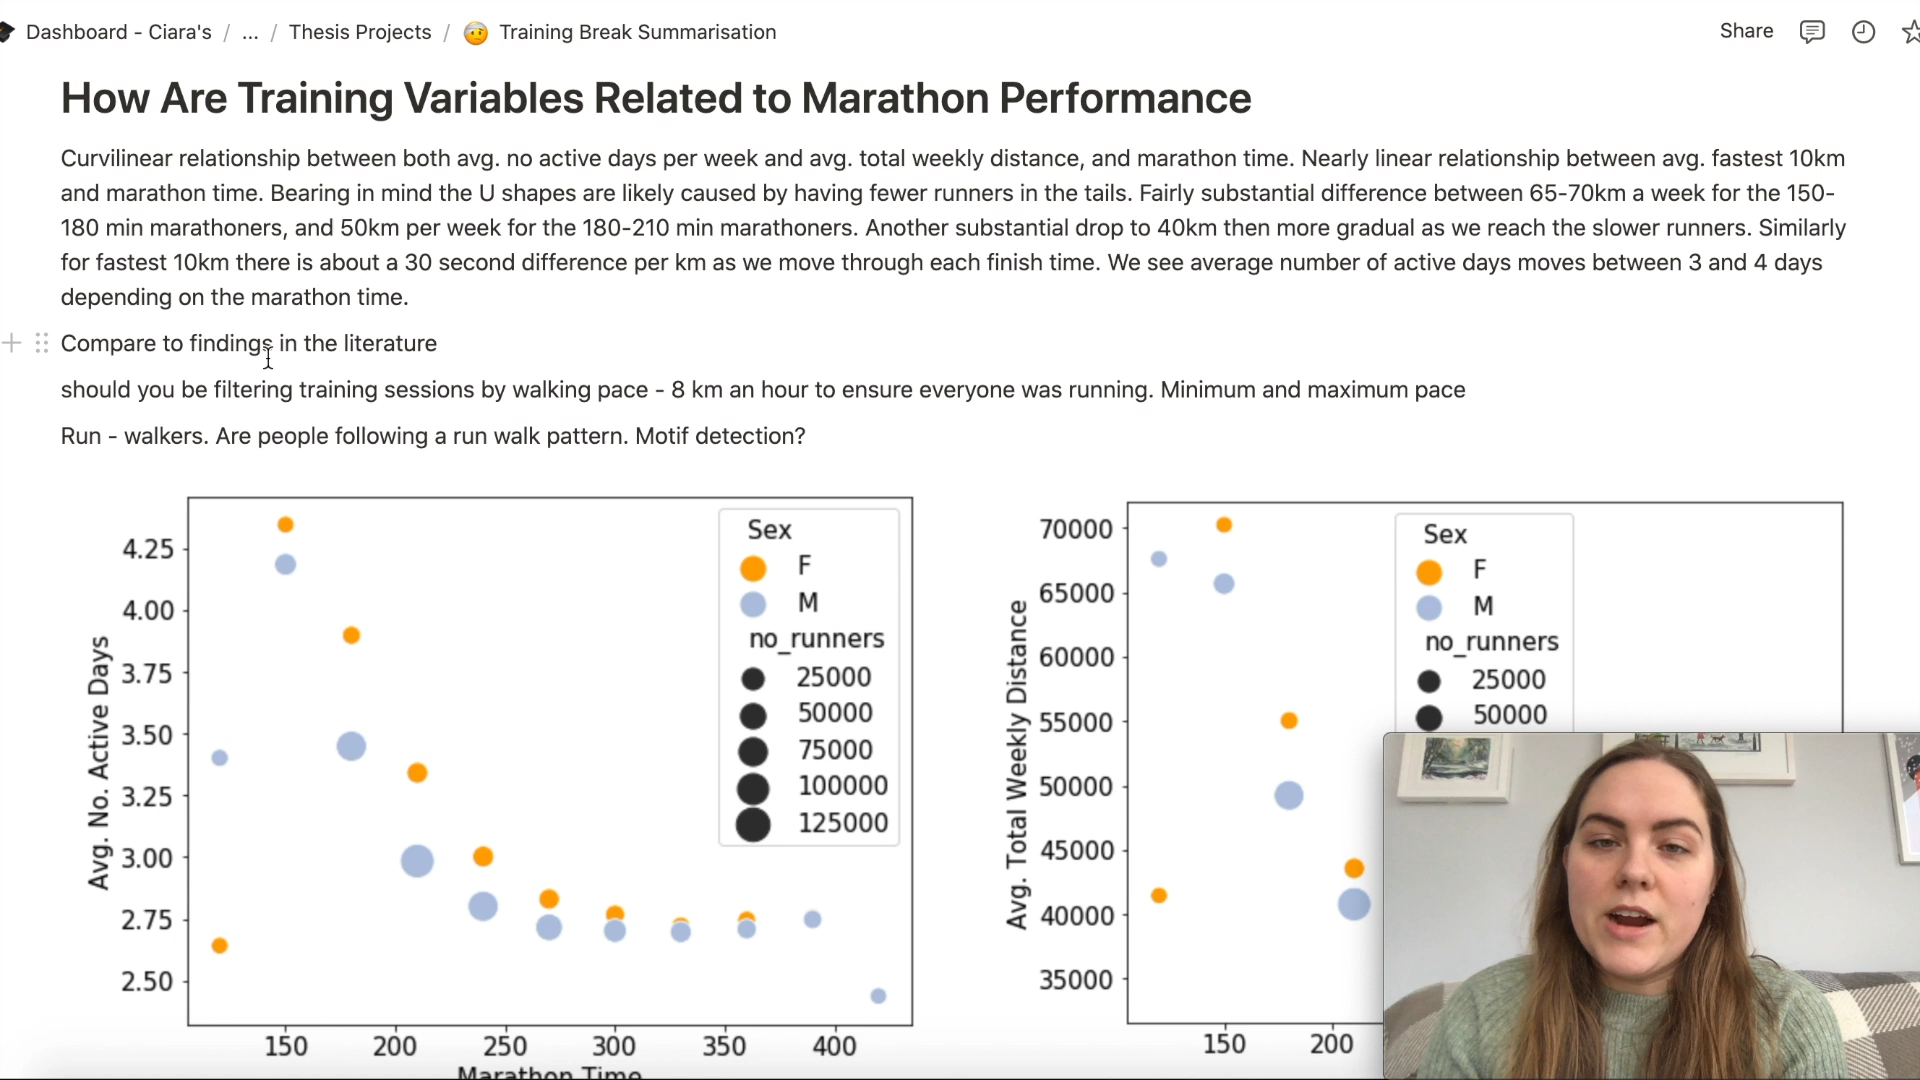 Dashboard - Ciara's / ... / Thesis Projects / Training Break Summarisation
Share
How Are Training Variables Related to Marathon Performance
Curvilinear relationship between both avg. no active days per week and avg. total weekly distance, and marathon time. Nearly linear relationship between avg. fastest 10km
and marathon time. Bearing in mind the U shapes are likely caused by having fewer runners in the tails. Fairly substantial difference between 65-70km a week for the 150-
180 min marathoners, and 50km per week for the 180-210 min marathoners. Another substantial drop to 40km then more gradual as we reach the slower runners. Similarly
for fastest 10km there is about a 30 second difference per km as we move through each finish time. We see average number of active days moves between 3 and 4 days
depending on the marathon time.
Compare to findings in the literature
should you be filtering training sessions by walking pace - 8 km an hour to ensure everyone was running. Minimum and maximum pace
Run - walkers. Are people following a run walk pattern. Motif detection?
Avg. No. Active Days
4.25
4.00
3.75
3.50
3.25
3.00
2.75
2.50
Sex
F
M
no_runners
25000
50000
75000
100000
125000
150 200 250 300 350 400
Marathon Time
Avg. Total Weekly Distance
70000
65000
60000
55000
50000
45000
40000
35000
Sex
F
M
no_runners
25000
50000
150 200